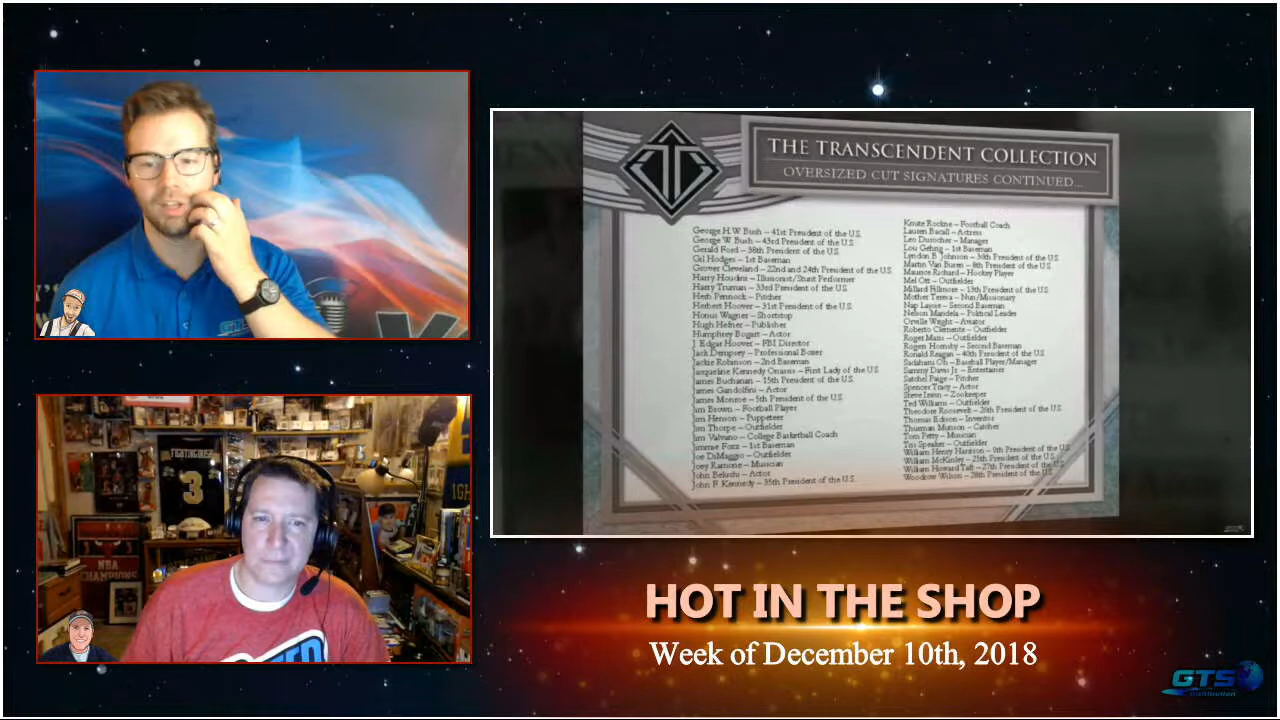 THE TRANSCENDENT COLLECTION
OVERSIZED CUT SIGNATURES CONTINUED...
George H.W Bush – 41st President of the U.S.
George W Bush – 43rd President of the U.S.
Gerald Ford – 38th President of the U.S.
Gil Hodges – 1st Baseman
Grover Cleveland – 22nd and 24th President of the U.S.
Harry Houdini – Illusionist/Stunt Performer
Harry Truman – 33rd President of the U.S.
Herb Pennock – Pitcher
Herbert Hoover – 31st President of the U.S.
Honus Wagner – Shortstop
Hugh Hefner – Publisher
Humphrey Bogart – Actor
J. Edgar Hoover – FBI Director
Jack Dempsey – Professional Boxer
Jackie Robinson – 2nd Baseman
Jacqueline Kennedy Onassis – First Lady of the U.S.
James Buchanan – 15th President of the U.S.
James Gandolfini – Actor
James Monroe – 5th President of the U.S.
Jim Brown – Football Player
Jim Henson – Puppeteer
Jim Thorpe – Outfielder
Jim Valvano – College Basketball Coach
Jimmie Foxx – 1st Baseman
Joe DiMaggio – Outfielder
Joey Ramone – Musician
John Belushi – Actor
John F. Kennedy – 35th President of the U.S.
Knute Rockne – Football Coach
Lauren Bacall – Actress
Leo Durocher – Manager
Lou Gehrig – 1st Baseman
Lyndon B. Johnson – 36th President of the U.S.
Martin Van Buren – 8th President of the U.S.
Maurice Richard – Hockey Player
Mel Ott – Outfielder
Millard Fillmore – 13th President of the U.S.
Mother Teresa – Nun/Missionary
Nap Lajoie – Second Baseman
Nelson Mandela – Political Leader
Orville Wright – Aviator
Roberto Clemente – Outfielder
Roger Maris – Outfielder
Rogers Hornsby – Second Baseman
Ronald Reagan – 40th President of the U.S.
Sadaharu Oh – Baseball Player/Manager
Sammy Davis Jr. – Entertainer
Satchel Paige – Pitcher
Spencer Tracy – Actor
Steve Irwin – Zookeeper
Ted Williams – Outfielder
Theodore Roosevelt – 26th President of the U.S.
Thomas Edison – Inventor
Thurman Munson – Catcher
Tom Petty – Musician
Tris Speaker – Outfielder
William Henry Harrison – 9th President of the U.S.
William McKinley – 25th President of the U.S.
William Howard Taft – 27th President of the U.S.
Woodrow Wilson – 28th President of the U.S.
FIGHTING IRISH
3
NBA
CHAMPIONS
HOT IN THE SHOP
Week of December 10th, 2018
GTS
Distribution